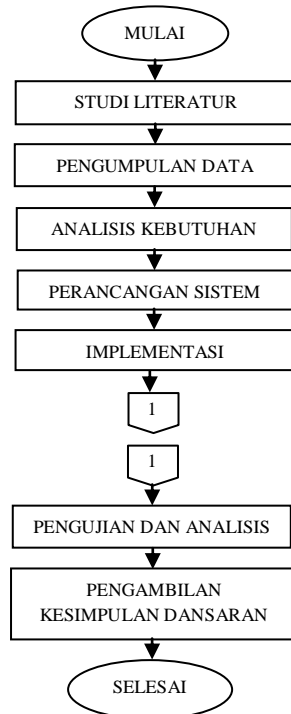 MULAI
STUDI LITERATUR
PENGUMPULAN DATA
ANALISIS KEBUTUHAN
PERANCANGAN SISTEM
IMPLEMENTASI
1
1
PENGUJIAN DAN ANALISIS
PENGAMBILAN
KESIMPULAN DANSARAN
SELESAI